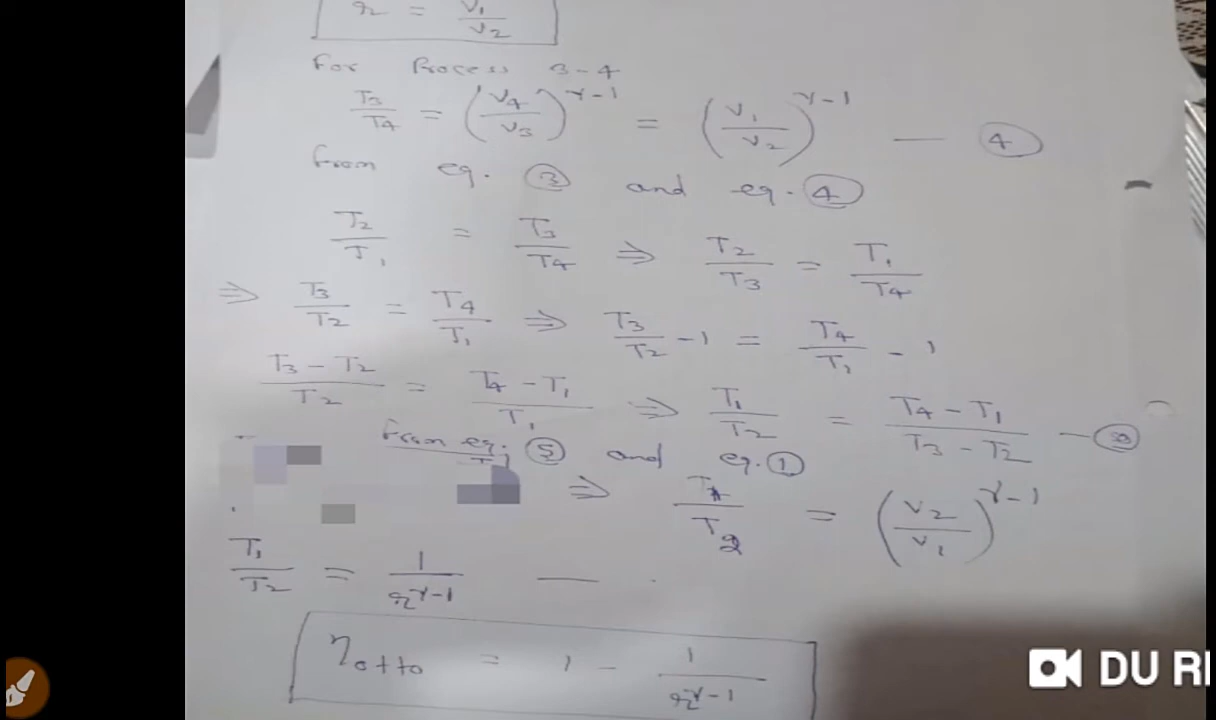 r = V1/V2
For Process 3-4
T3/T4 = (V4/V3)^γ-1 = (V1/V2)^γ-1 — 4
from eq. 3 and eq. 4
T2/T1 = T3/T4 ⇒ T2/T3 = T1/T4
⇒ T3/T2 = T4/T1 ⇒ T3/T2 - 1 = T4/T1 - 1
T3 - T2/T2 = T4 - T1/T1 ⇒ T1/T2 = T4 - T1/T3 - T2 —
from eq. 5 and eq. 1
⇒ T1/T2 = (V2/V1)^γ-1
T1/T2 = 1/r^γ-1 —
ηotto = 1 - 1/r^γ-1
DU RE